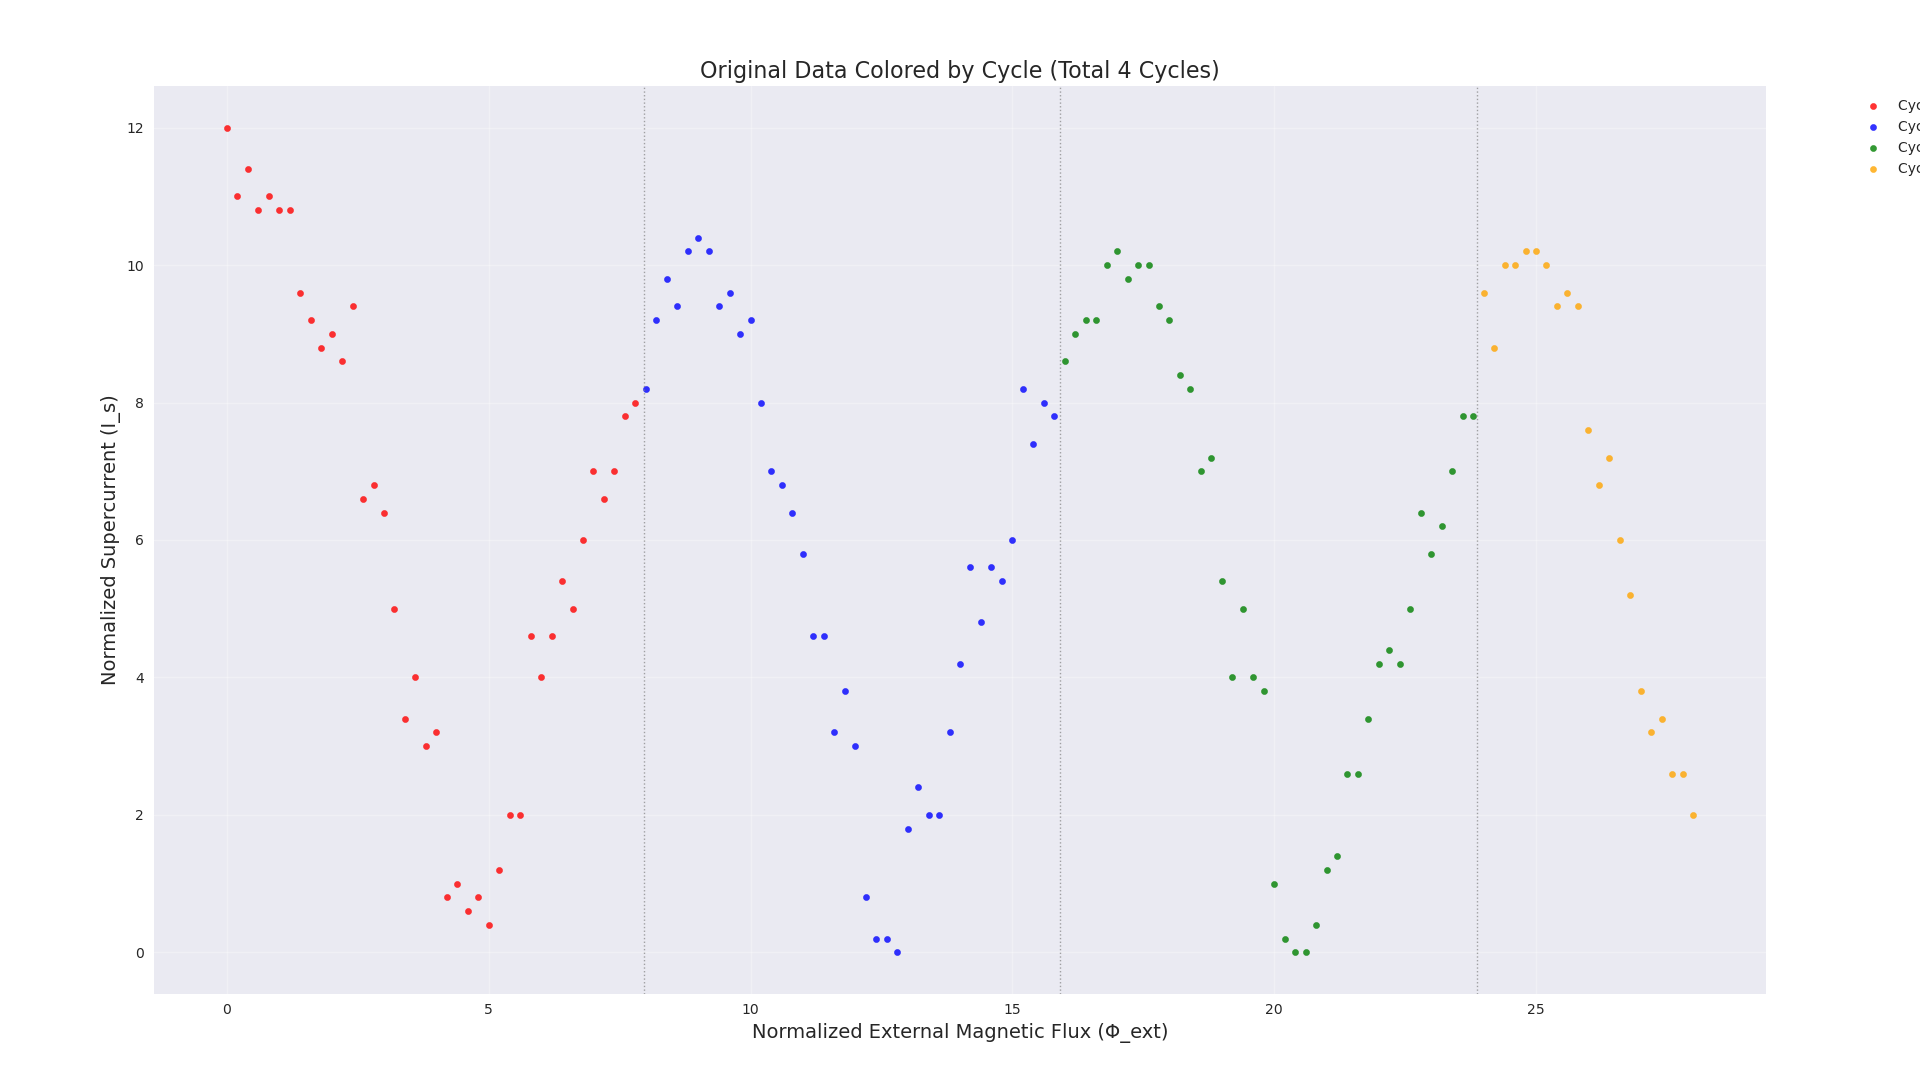 Original Data Colored by Cycle (Total 4 Cycles)
Cyc
Cyc
Cyc
Cyc
12
10
8
6
4
2
0
Normalized Supercurrent (I_s)
0 5 10 15 20 25
Normalized External Magnetic Flux (Φ_ext)